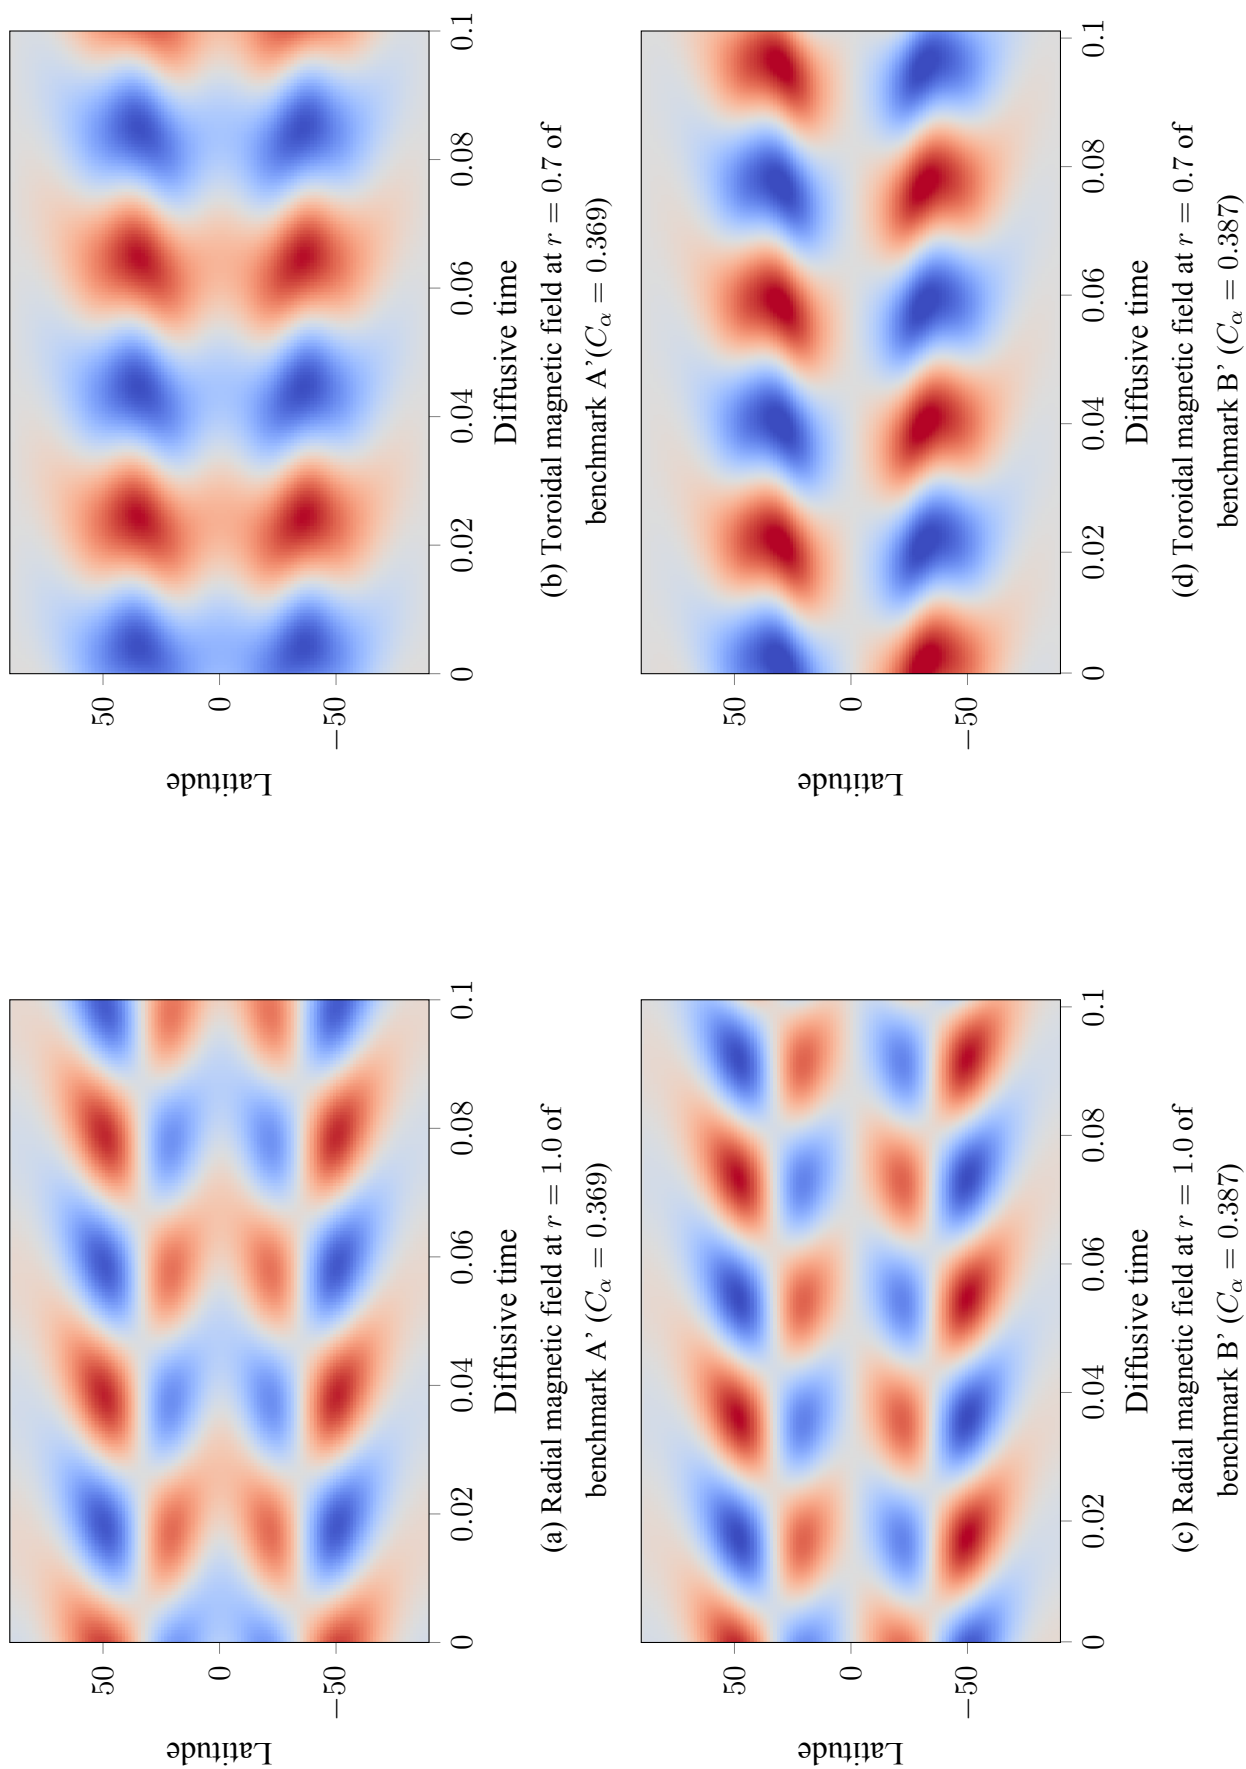 50
0
−50
Latitude
0
0.02
0.04
0.06
0.08
0.1
Diffusive time
(a) Radial magnetic field at r = 1.0 of
benchmark A’ (Cα = 0.369)
50
0
−50
Latitude
0
0.02
0.04
0.06
0.08
0.1
Diffusive time
(b) Toroidal magnetic field at r = 0.7 of
benchmark A’(Cα = 0.369)
50
0
−50
Latitude
0
0.02
0.04
0.06
0.08
0.1
Diffusive time
(c) Radial magnetic field at r = 1.0 of
benchmark B’ (Cα = 0.387)
50
0
−50
Latitude
0
0.02
0.04
0.06
0.08
0.1
Diffusive time
(d) Toroidal magnetic field at r = 0.7 of
benchmark B’ (Cα = 0.387)